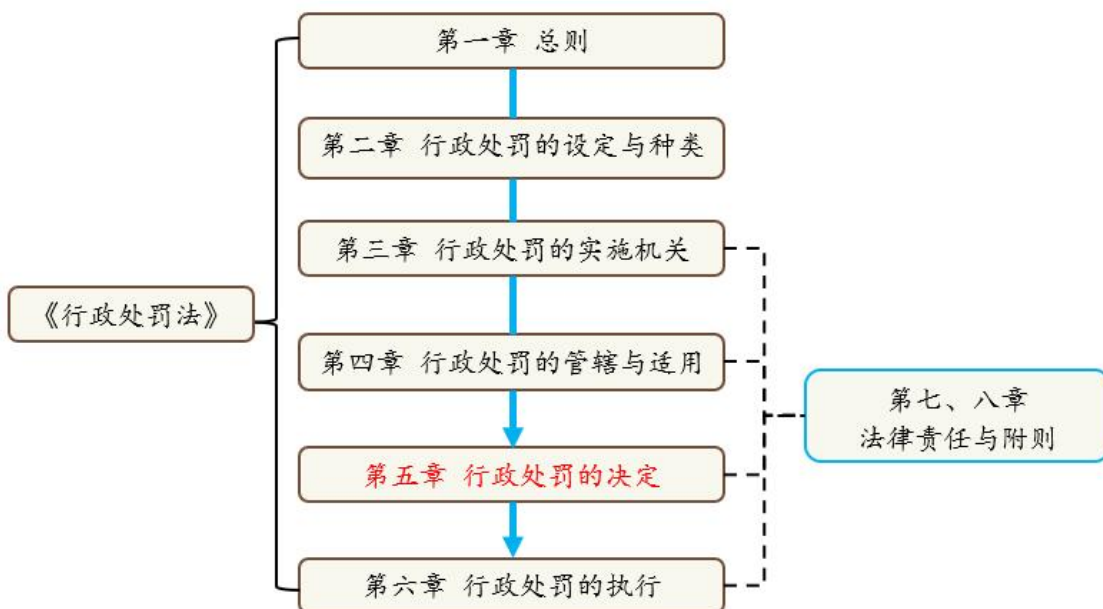 第一章 总则
第二章 行政处罚的设定与种类
第三章 行政处罚的实施机关
《行政处罚法》
第四章 行政处罚的管辖与适用
第七、八章
法律责任与附则
第五章 行政处罚的决定
第六章 行政处罚的执行